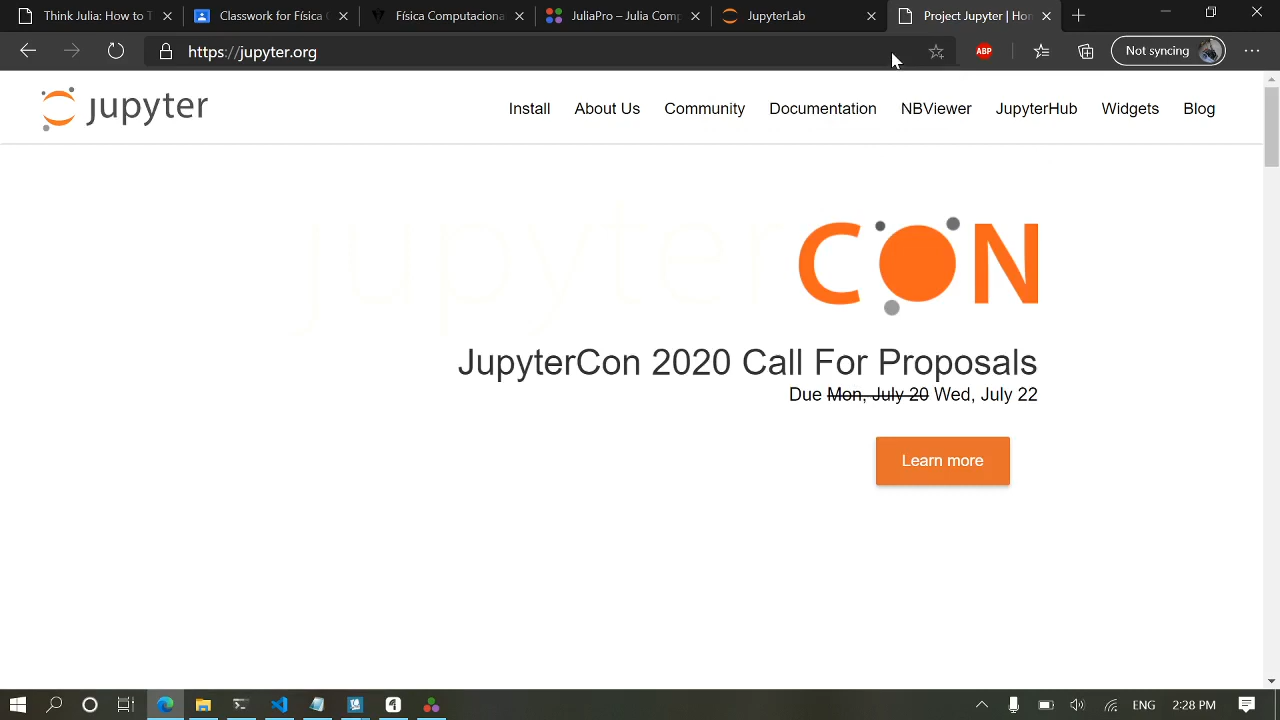 Think Julia: How to T
Classwork for Física C
Física Computaciona
JuliaPro – Julia Com
JupyterLab
Project Jupyter | Hom
https://jupyter.org
ABP
Not syncing
jupyter
Install
About Us
Community
Documentation
NBViewer
JupyterHub
Widgets
Blog
jupyter
CON
JupyterCon 2020 Call For Proposals
Due Mon, July 20 Wed, July 22
Learn more
ENG
2:28 PM